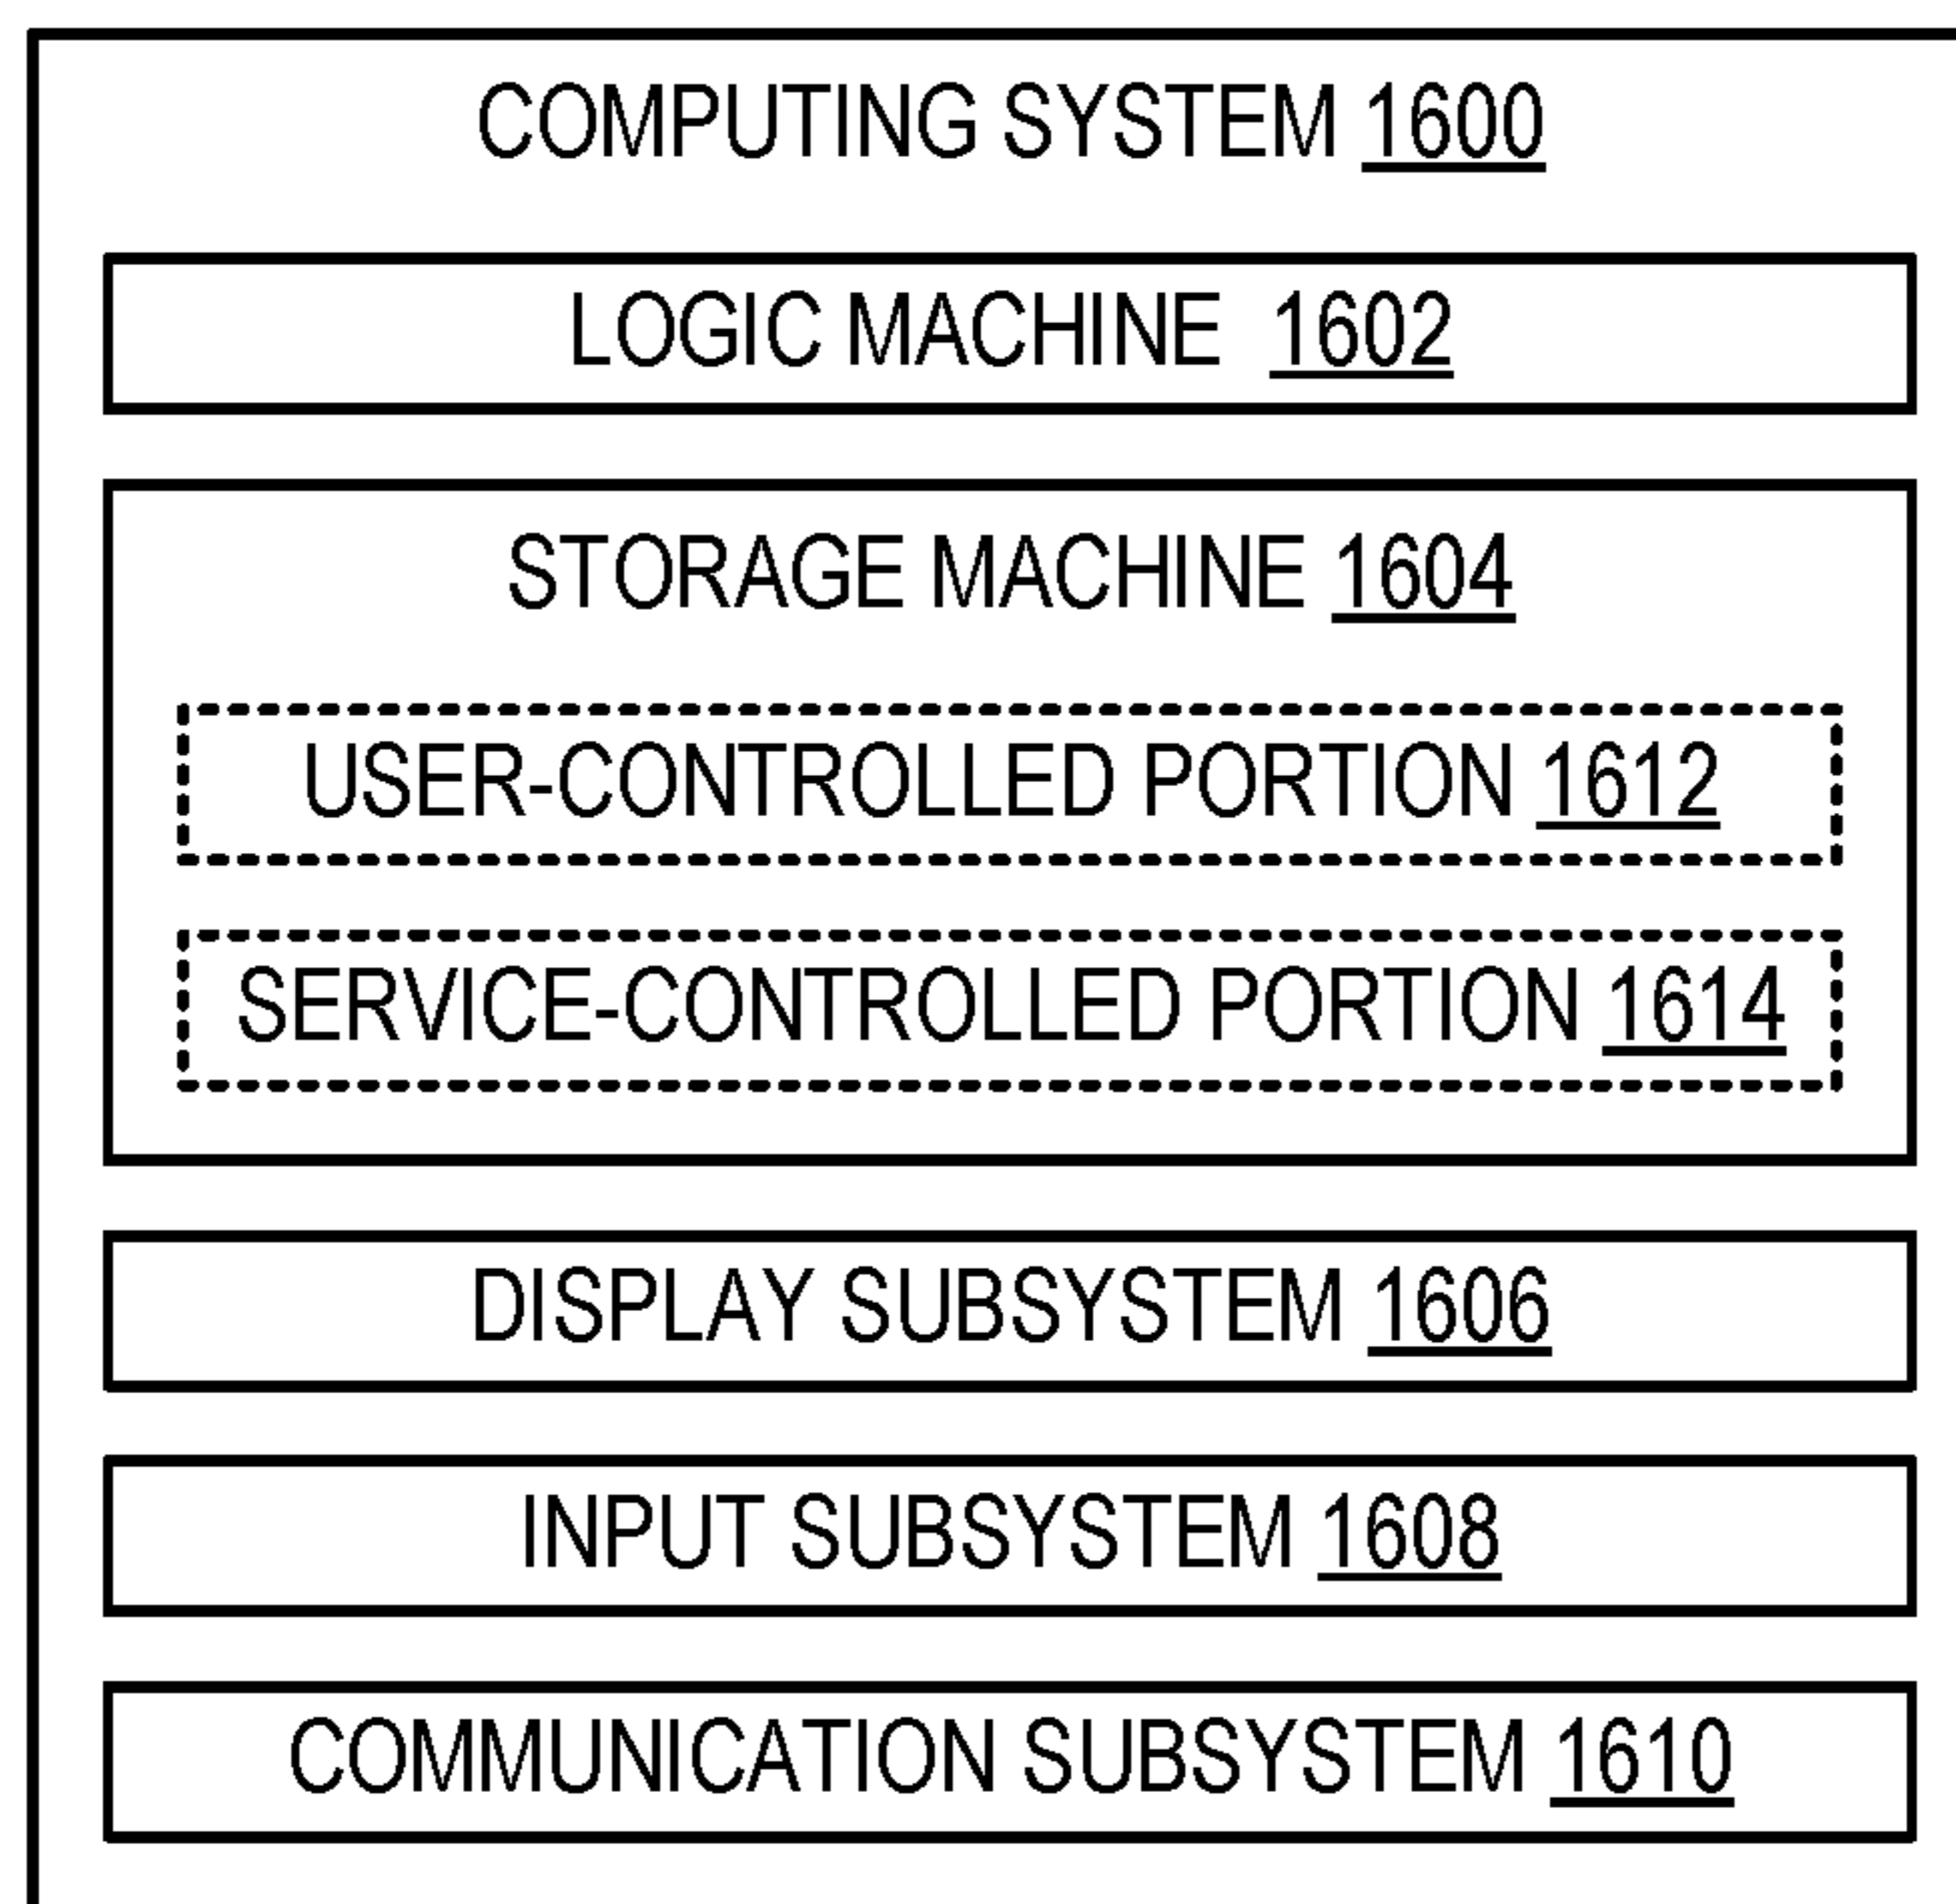 COMPUTING SYSTEM 1600
LOGIC MACHINE 1602
STORAGE MACHINE 1604
USER-CONTROLLED PORTION 1612
SERVICE-CONTROLLED PORTION 1614
DISPLAY SUBSYSTEM 1606
INPUT SUBSYSTEM 1608
COMMUNICATION SUBSYSTEM 1610